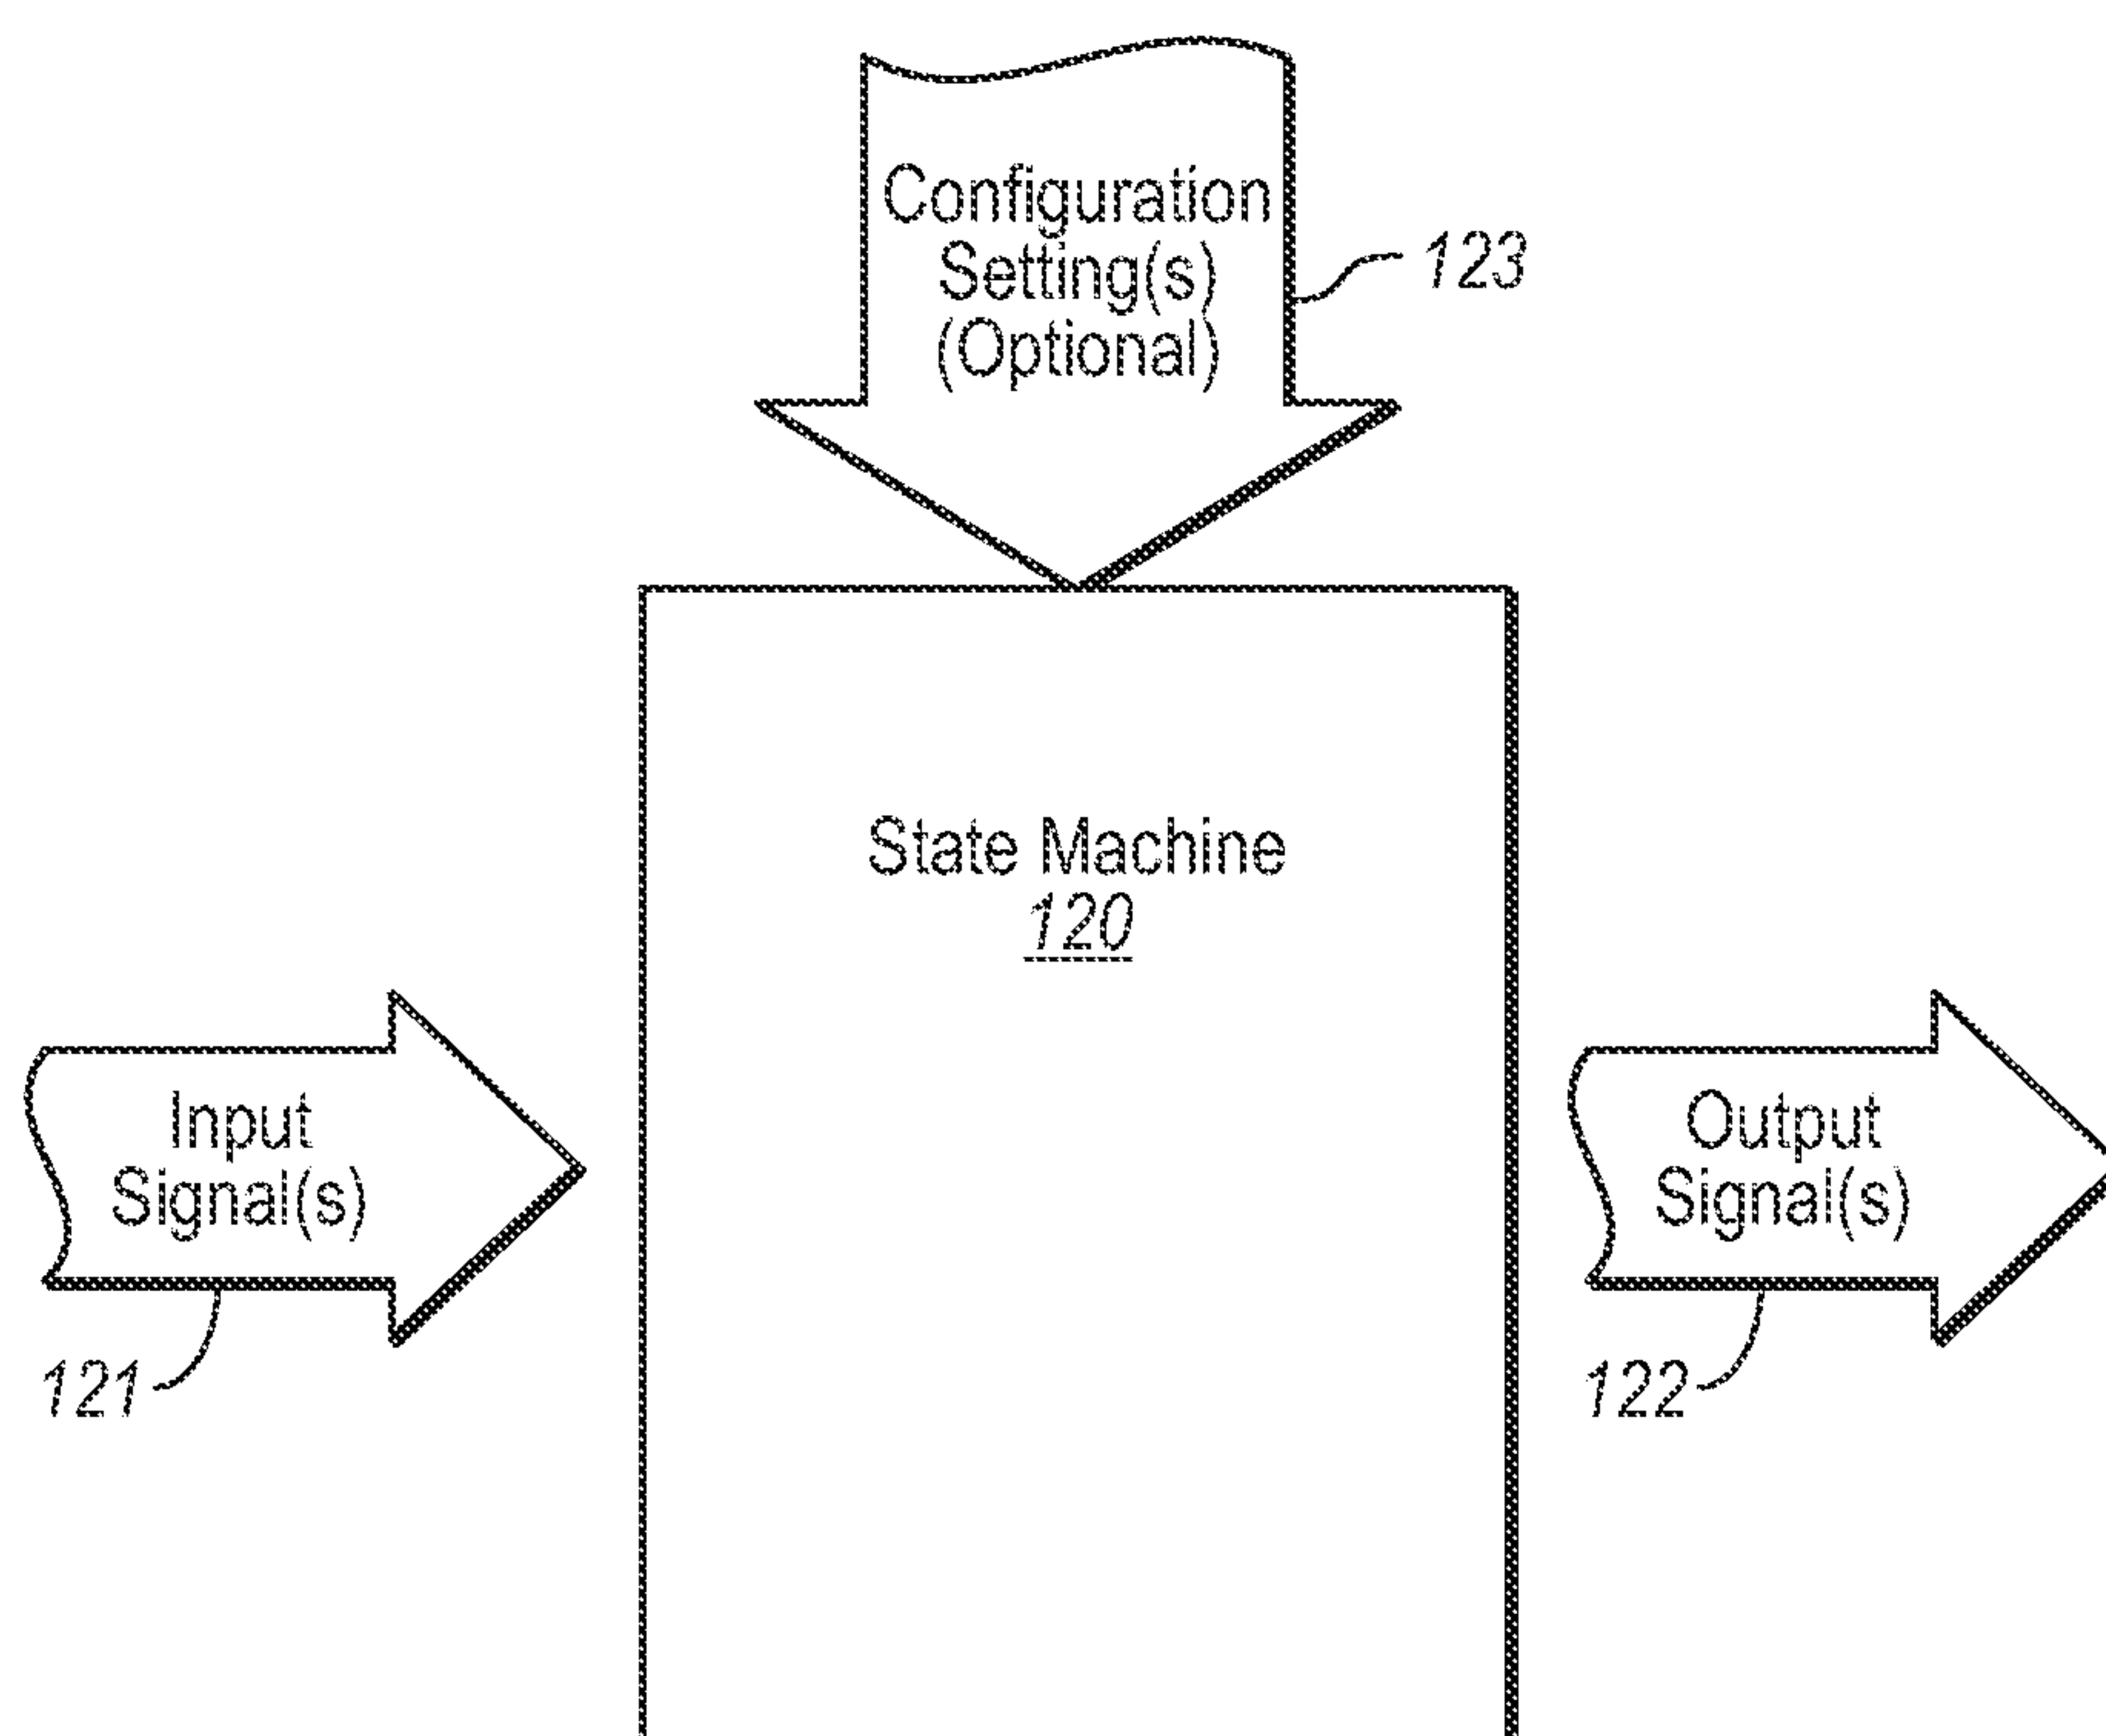 Configuration
Setting(s)
(Optional)
123
State Machine
120
Input
Signal(s)
121
Output
Signal(s)
122